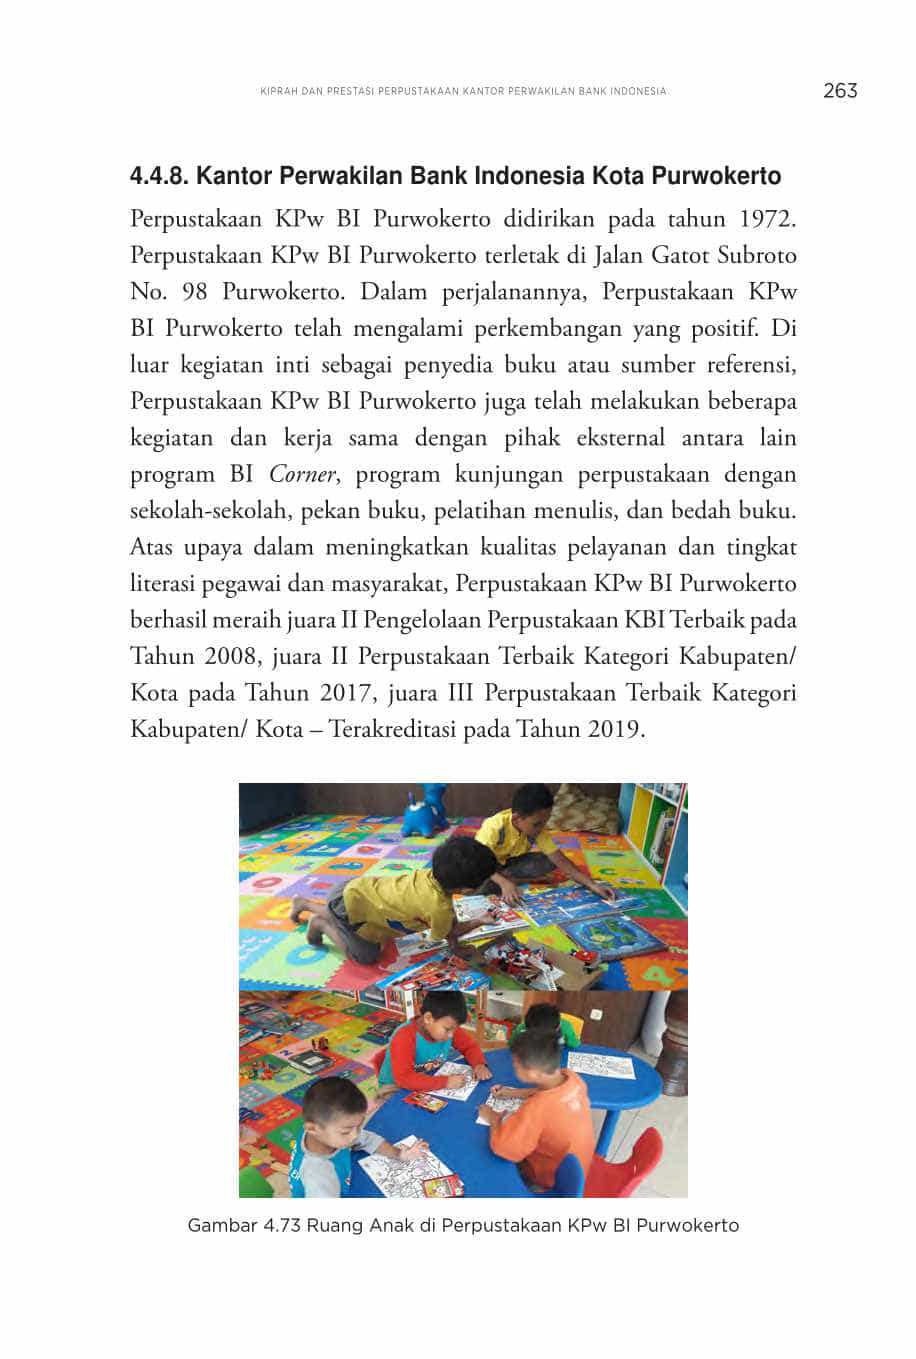 KIPRAH DAN PRESTASI PERPUSTAKAAN KANTOR PERWAKILAN BANK INDONESIA
263
4.4.8. Kantor Perwakilan Bank Indonesia Kota Purwokerto
Perpustakaan KPw BI Purwokerto didirikan pada tahun 1972.
Perpustakaan KPw BI Purwokerto terletak di Jalan Gatot Subroto
No. 98 Purwokerto. Dalam perjalanannya, Perpustakaan KPw
BI Purwokerto telah mengalami perkembangan yang positif. Di
luar kegiatan inti sebagai penyedia buku atau sumber referensi,
Perpustakaan KPw BI Purwokerto juga telah melakukan beberapa
kegiatan dan kerja sama dengan pihak eksternal antara lain
program BI Corner, program kunjungan perpustakaan dengan
sekolah-sekolah, pekan buku, pelatihan menulis, dan bedah buku.
Atas upaya dalam meningkatkan kualitas pelayanan dan tingkat
literasi pegawai dan masyarakat, Perpustakaan KPw BI Purwokerto
berhasil meraih juara II Pengelolaan Perpustakaan KBI Terbaik pada
Tahun 2008, juara II Perpustakaan Terbaik Kategori Kabupaten/
Kota pada Tahun 2017, juara III Perpustakaan Terbaik Kategori
Kabupaten/ Kota – Terakreditasi pada Tahun 2019.
Gambar 4.73 Ruang Anak di Perpustakaan KPw BI Purwokerto